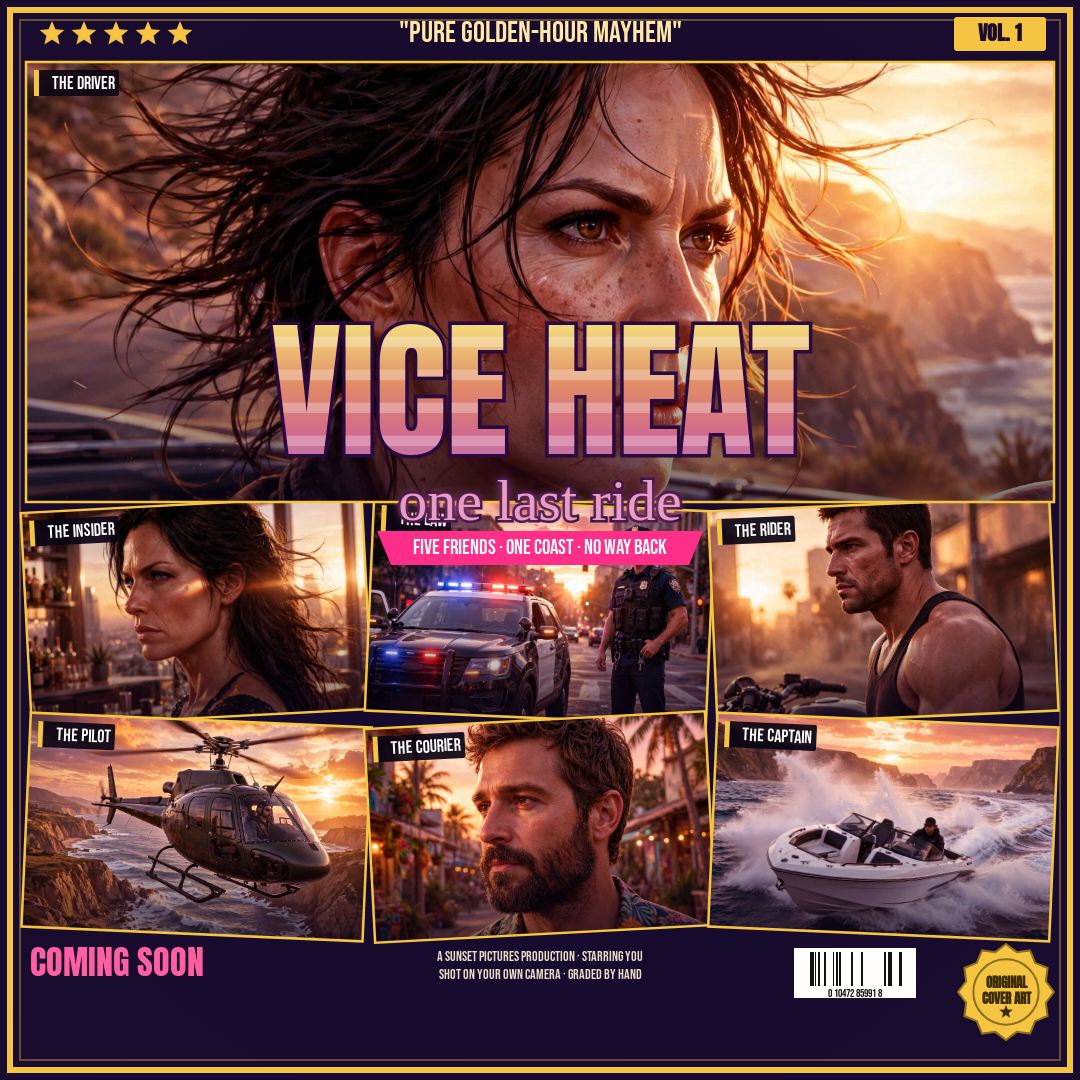 "PURE GOLDEN-HOUR MAYHEM"
VOL. 1
THE DRIVER
VICE HEAT
one last ride
FIVE FRIENDS · ONE COAST · NO WAY BACK
THE INSIDER
THE LAW
THE RIDER
THE PILOT
THE COURIER
THE CAPTAIN
COMING SOON
A SUNSET PICTURES PRODUCTION · STARRING YOU
SHOT ON YOUR OWN CAMERA · GRADED BY HAND
0 10472 85991 8
ORIGINAL
COVER ART